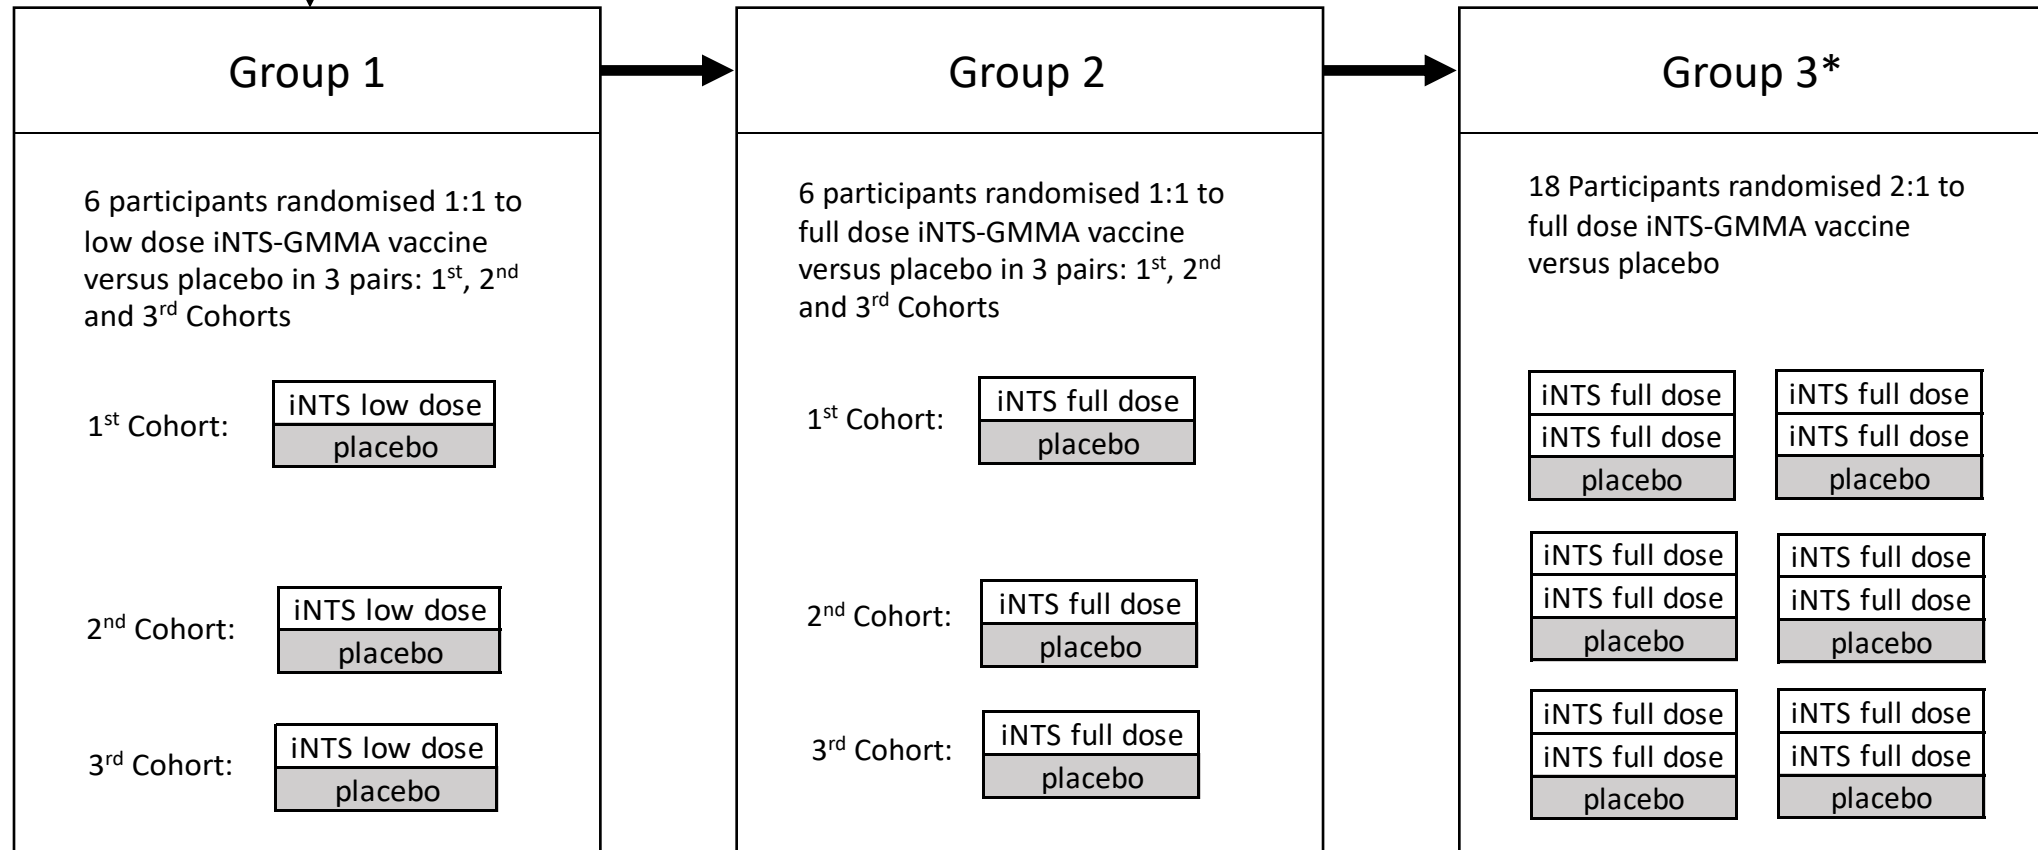 Group 1
6 participants randomised 1:1 to
low dose iNTS-GMMA vaccine
versus placebo in 3 pairs: 1st, 2nd
and 3rd Cohorts
1st Cohort:
iNTS low dose
placebo
2nd Cohort:
iNTS low dose
placebo
3rd Cohort:
iNTS low dose
placebo
Group 2
6 participants randomised 1:1 to
full dose iNTS-GMMA vaccine
versus placebo in 3 pairs: 1st, 2nd
and 3rd Cohorts
1st Cohort:
iNTS full dose
placebo
2nd Cohort:
iNTS full dose
placebo
3rd Cohort:
iNTS full dose
placebo
Group 3*
18 Participants randomised 2:1 to
full dose iNTS-GMMA vaccine
versus placebo
iNTS full dose
iNTS full dose
placebo
iNTS full dose
iNTS full dose
placebo
iNTS full dose
iNTS full dose
placebo
iNTS full dose
iNTS full dose
placebo
iNTS full dose
iNTS full dose
placebo
iNTS full dose
iNTS full dose
placebo